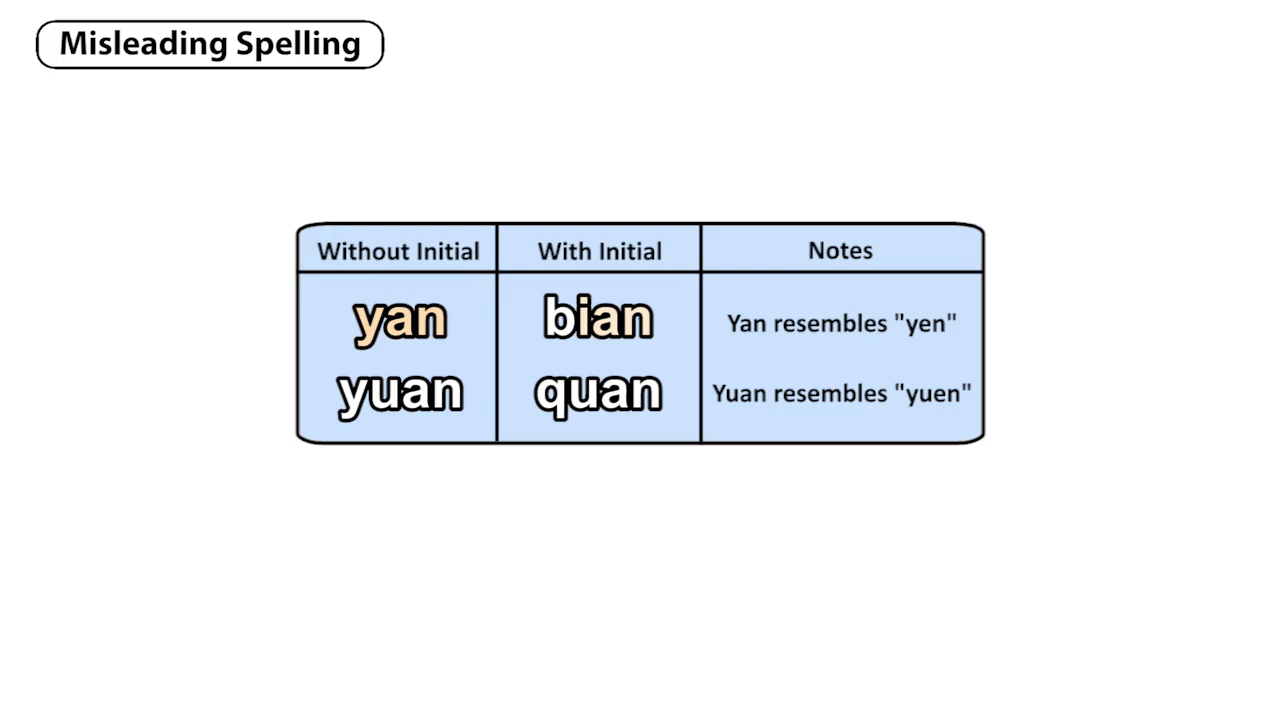 Misleading Spelling
Without Initial With Initial Notes
yan bian Yan resembles "yen"
yuan quan Yuan resembles "yuen"